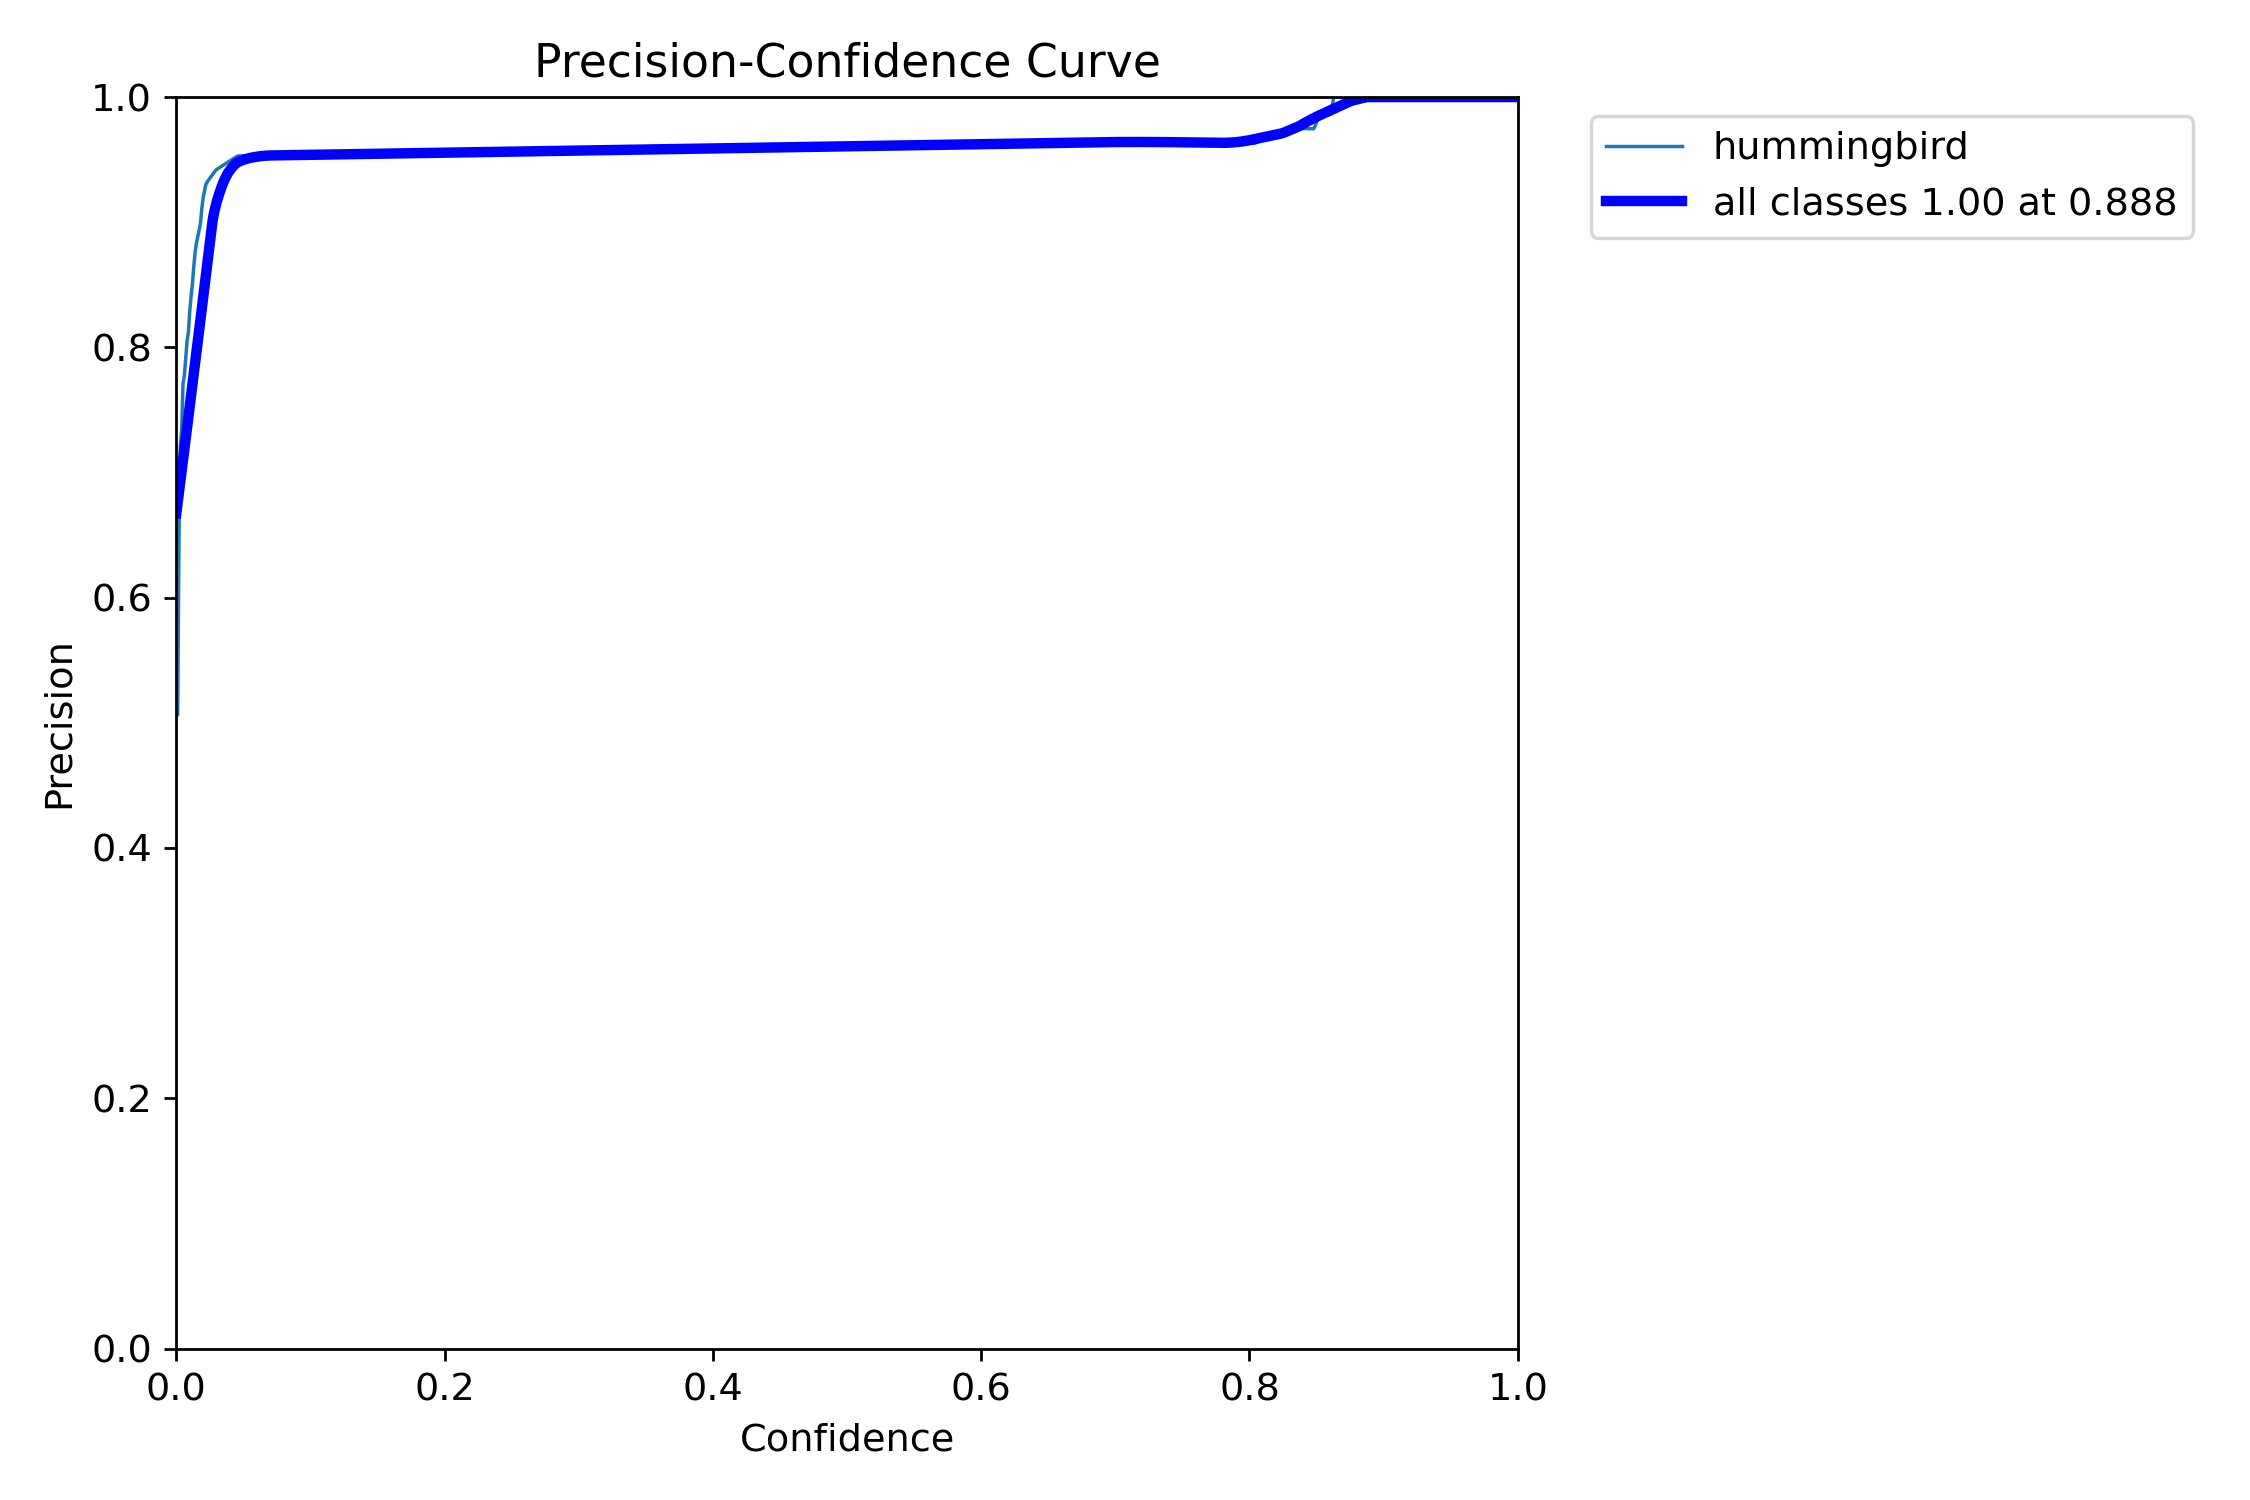 Precision-Confidence Curve
1.0
0.8
0.6
0.4
0.2
0.0
Precision
0.0 0.2 0.4 0.6 0.8 1.0
Confidence
hummingbird
all classes 1.00 at 0.888